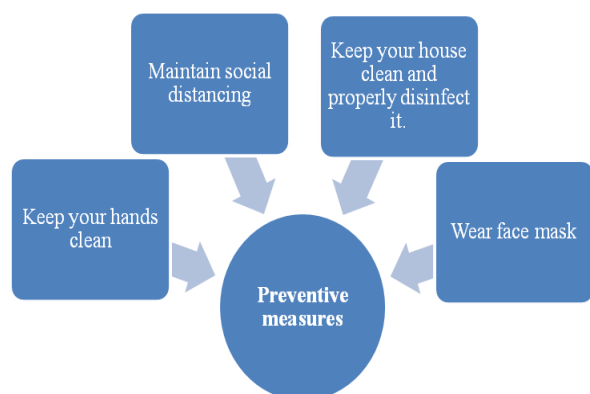 Keep your hands
clean
Maintain social
distancing
Keep your house
clean and
properly disinfect
it.
Wear face mask
Preventive
measures